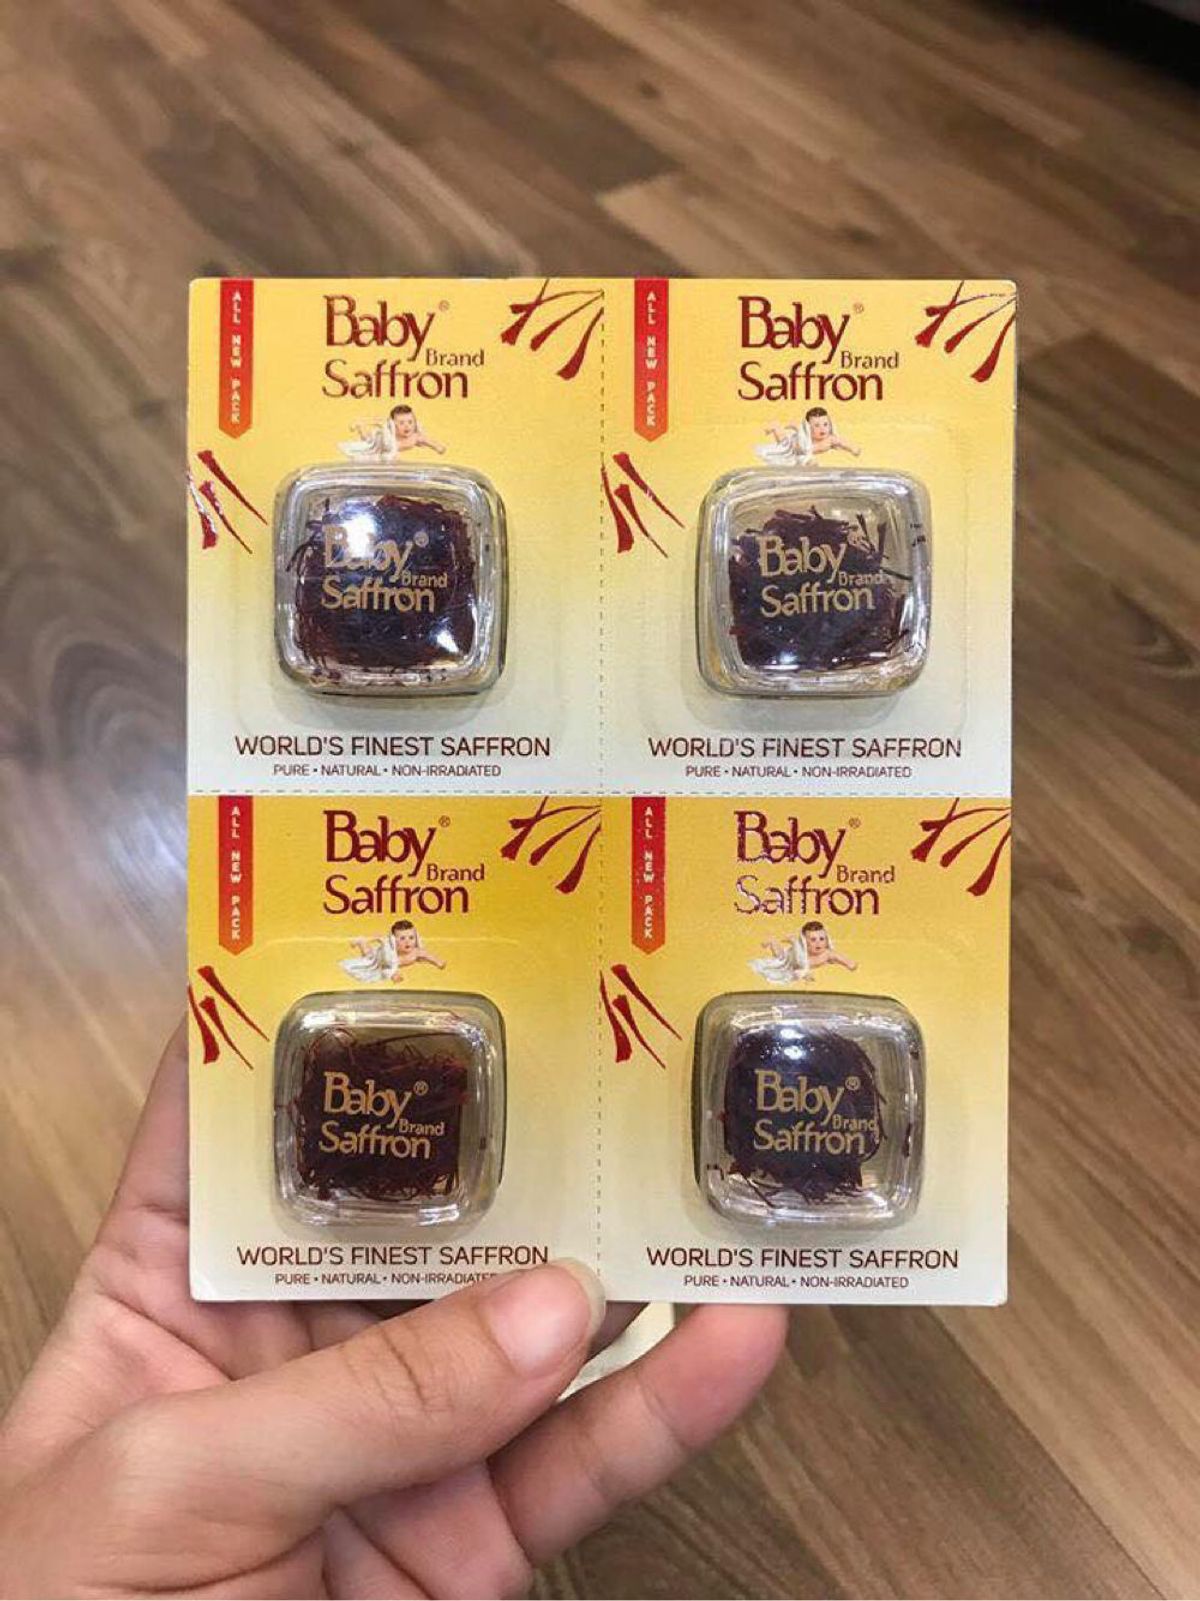 ALL NEW PACK
Baby®
Brand
Saffron
Baby®
Brand
Saffron
WORLD'S FINEST SAFFRON
PURE • NATURAL • NON-IRRADIATED
ALL NEW PACK
Baby®
Brand
Saffron
Baby®
Brand
Saffron
WORLD'S FINEST SAFFRON
PURE • NATURAL • NON-IRRADIATED
ALL NEW PACK
Baby®
Brand
Saffron
Baby®
Brand
Saffron
WORLD'S FINEST SAFFRON
PURE • NATURAL • NON-IRRADIATE
ALL NEW PACK
Baby®
Brand
Saffron
Baby®
Brand
Saffron
WORLD'S FINEST SAFFRON
PURE • NATURAL • NON-IRRADIATED